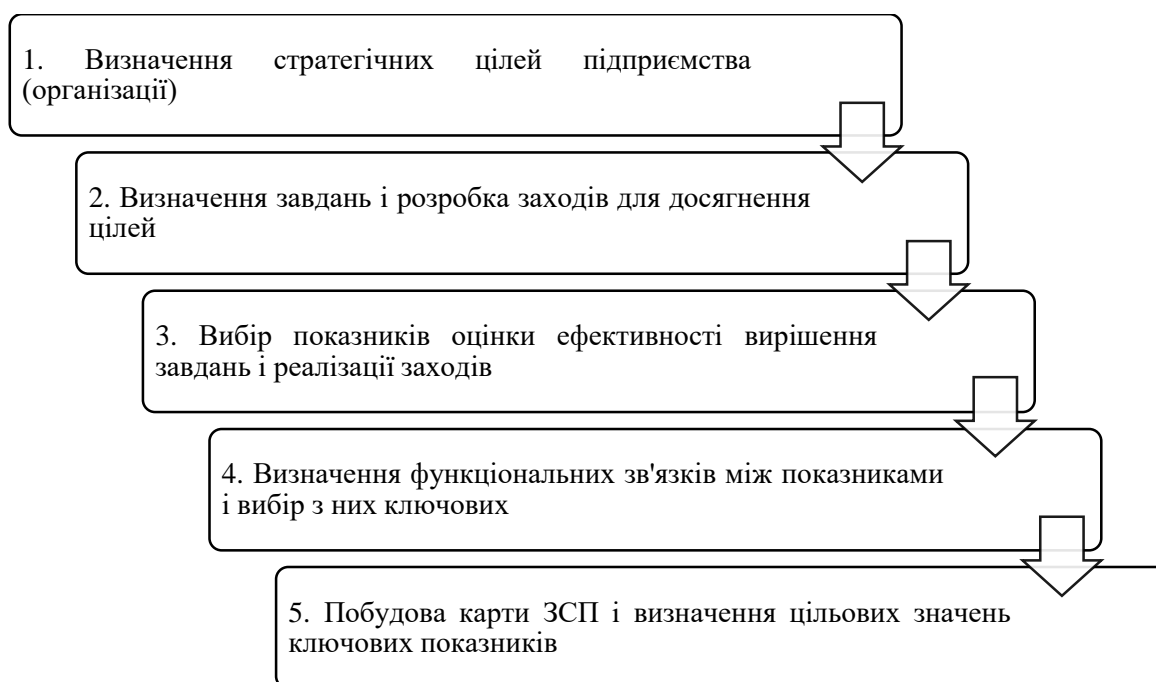 1. Визначення стратегічних цілей підприємства
(організації)
2. Визначення завдань і розробка заходів для досягнення
цілей
3. Вибір показників оцінки ефективності вирішення
завдань і реалізації заходів
4. Визначення функціональних зв'язків між показниками
і вибір з них ключових
5. Побудова карти ЗСП і визначення цільових значень
ключових показників